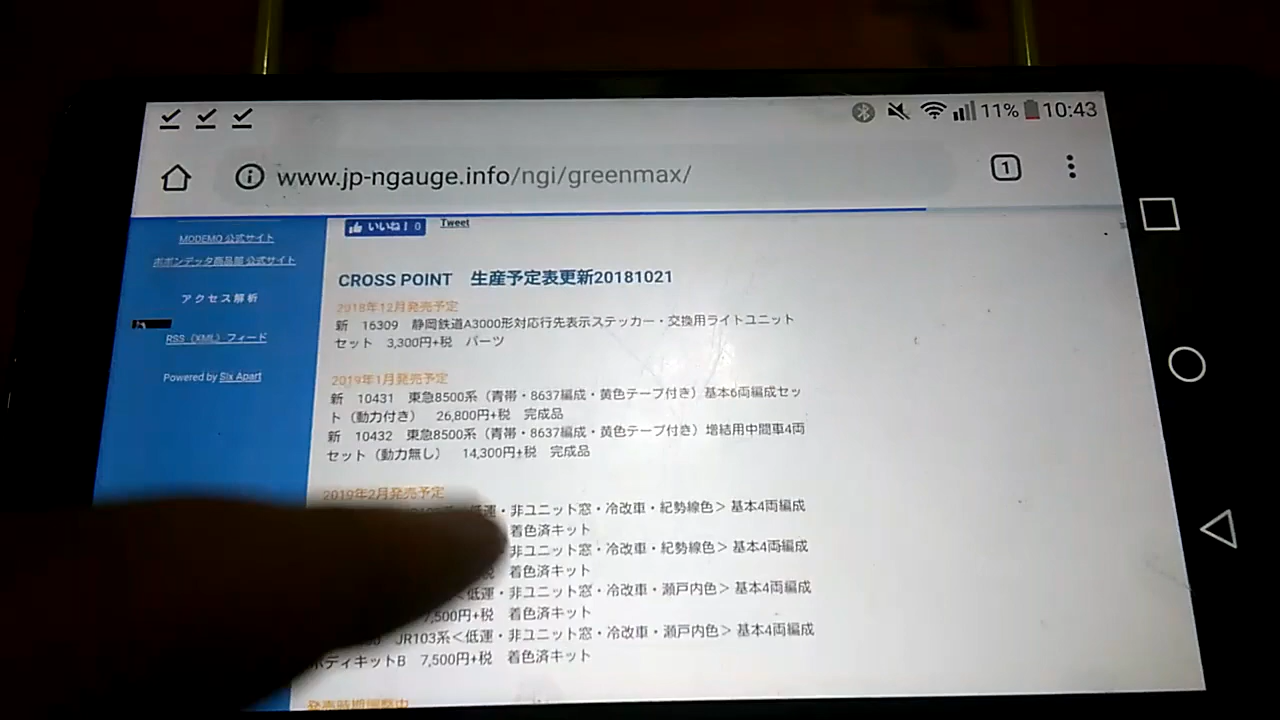 11% 10:43
www.jp-ngauge.info/ngi/greenmax/
1
MODEMO 公式サイト
ポポンデッタ商品部 公式サイト
アクセス解析
RSS（XML）フィード
Powered by Six Apart
いいね！ 0 Tweet
CROSS POINT 生産予定表更新20181021
2018年12月発売予定
新 16309 静岡鉄道A3000形対応行先表示ステッカー・交換用ライトユニット
セット 3,300円+税 パーツ
2019年1月発売予定
新 10431 東急8500系（青帯・8637編成・黄色テープ付き）基本6両編成セッ
ト（動力付き） 26,800円+税 完成品
新 10432 東急8500系（青帯・8637編成・黄色テープ付き）増結用中間車4両
セット（動力無し） 14,300円+税 完成品
2019年2月発売予定
低運・非ユニット窓・冷改車・紀勢線色＞基本4両編成
着色済キット
非ユニット窓・冷改車・紀勢線色＞基本4両編成
税 着色済キット
＜低運・非ユニット窓・冷改車・瀬戸内色＞基本4両編成
7,500円+税 着色済キット
JR103系＜低運・非ユニット窓・冷改車・瀬戸内色＞基本4両編成
ボディキットB 7,500円+税 着色済キット
発売時期調整中